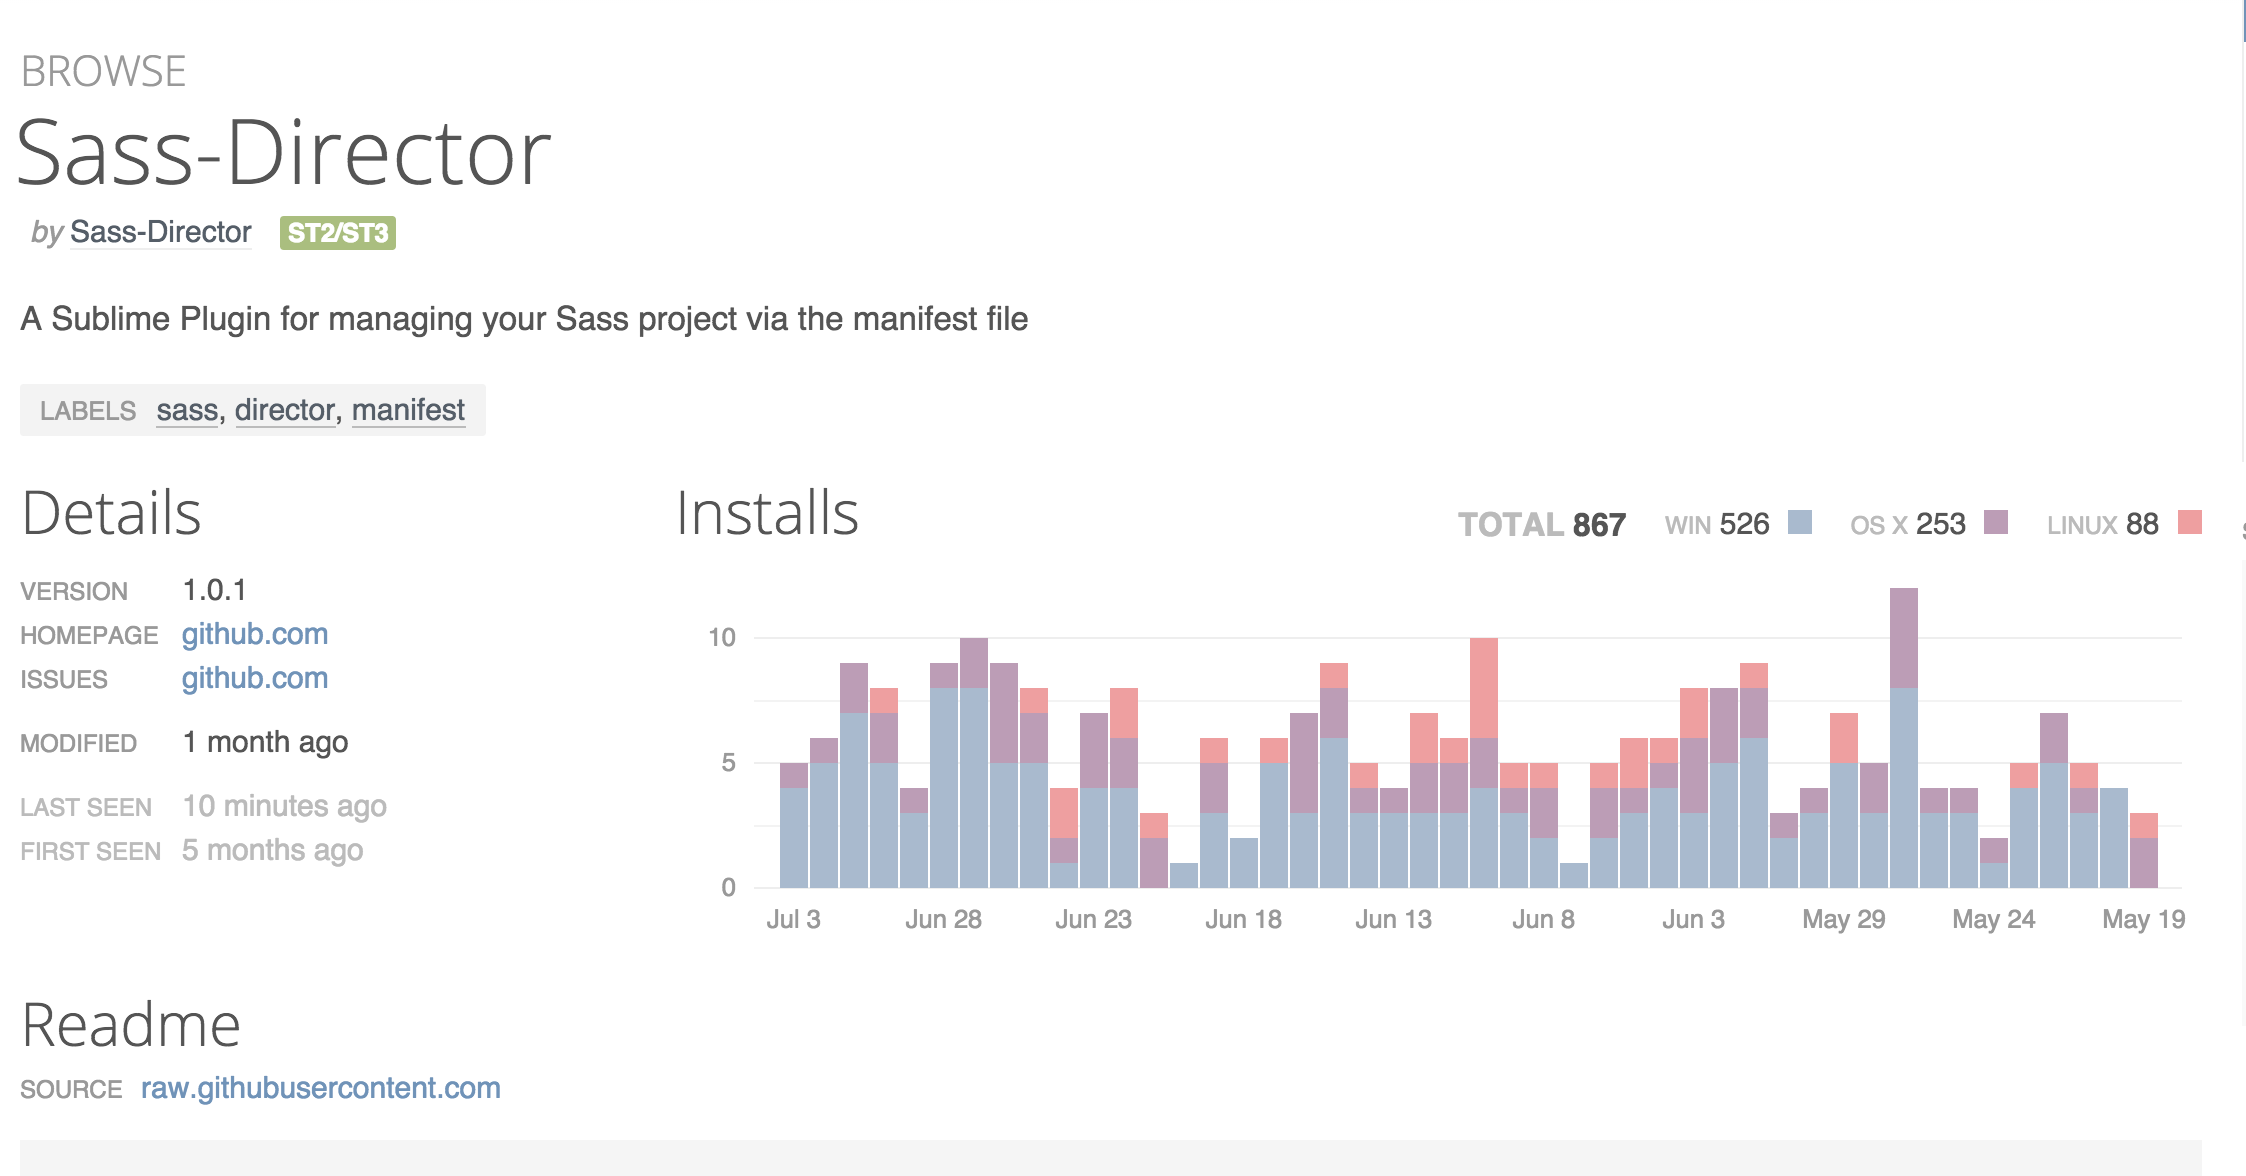 BROWSE
Sass-Director
by Sass-Director ST2/ST3
A Sublime Plugin for managing your Sass project via the manifest file
LABELS sass, director, manifest
Details
VERSION 1.0.1
HOMEPAGE github.com
ISSUES github.com
MODIFIED 1 month ago
LAST SEEN 10 minutes ago
FIRST SEEN 5 months ago
Installs
TOTAL 867 WIN 526 OS X 253 LINUX 88
10
5
0
Jul 3 Jun 28 Jun 23 Jun 18 Jun 13 Jun 8 Jun 3 May 29 May 24 May 19
Readme
SOURCE raw.githubusercontent.com